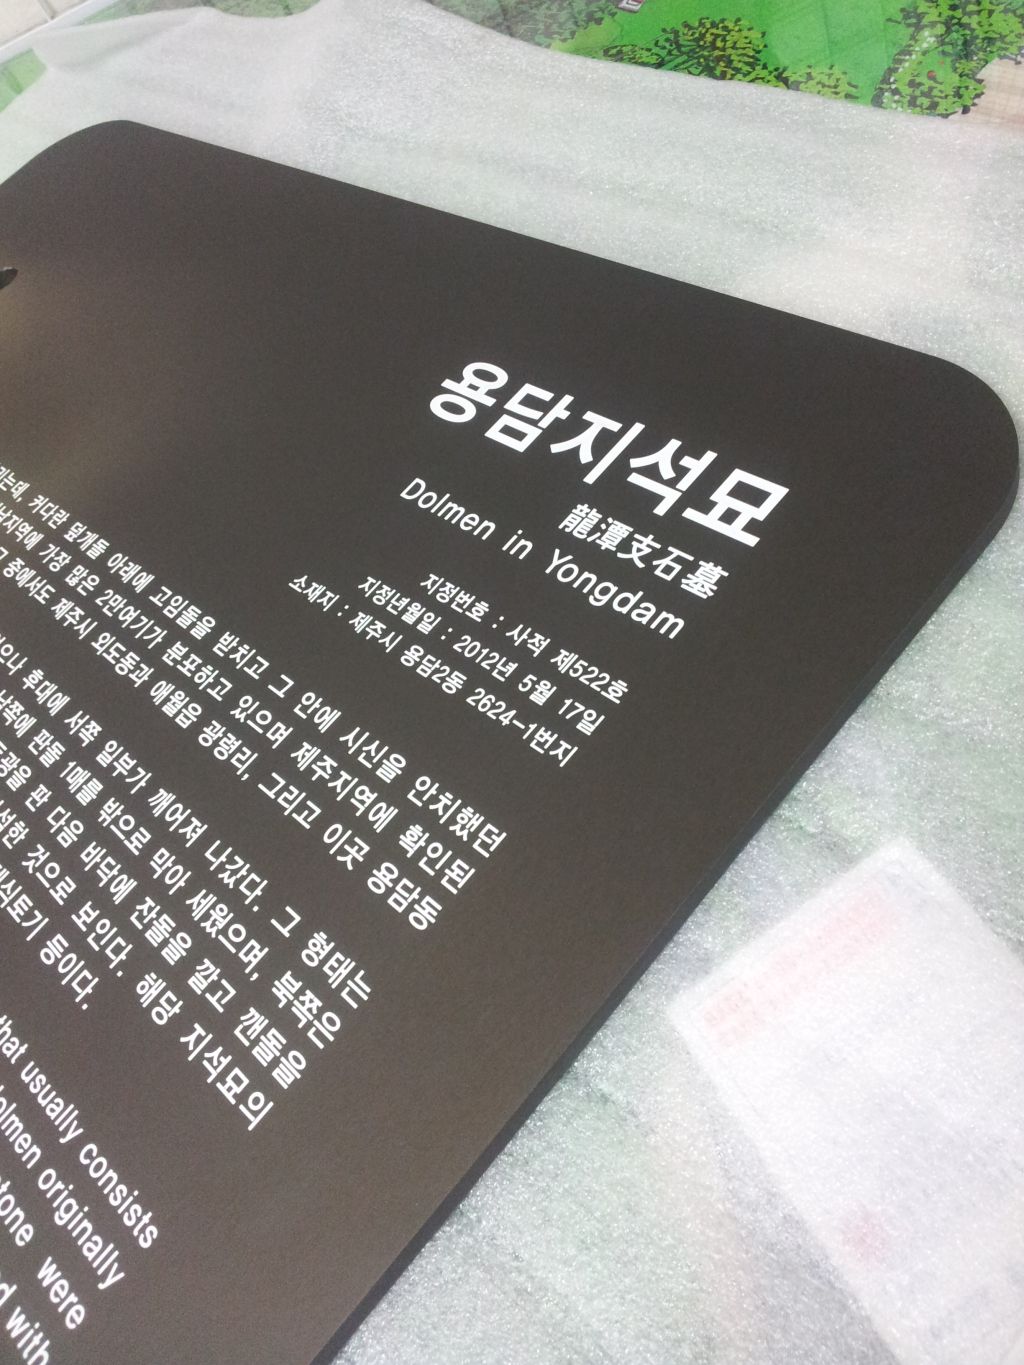 용담지석묘
龍潭支石墓
Dolmen in Yongdam
지정번호 : 사적 제522호
지정년월일 : 2012년 5월 17일
소재지 : 제주시 용담2동 2624-1번지
커다란 덮개돌 아래에 고임돌을 받치고 그 안에 시신을 안치했던
가장 많은 2만여기가 분포하고 있으며 제주지역에 확인된
중에서도 제주시 외도동과 애월읍 광령리, 그리고 이곳 용담동
후대에 서쪽 일부가 깨어져 나갔다. 그 형태는
판돌 1매를 밖으로 막아 세웠으며, 북쪽은
판 다음 바닥에 잔돌을 깔고 깬돌을
것으로 보인다. 해당 지석묘의
등이다.
that usually consists
dolmen originally
were
with